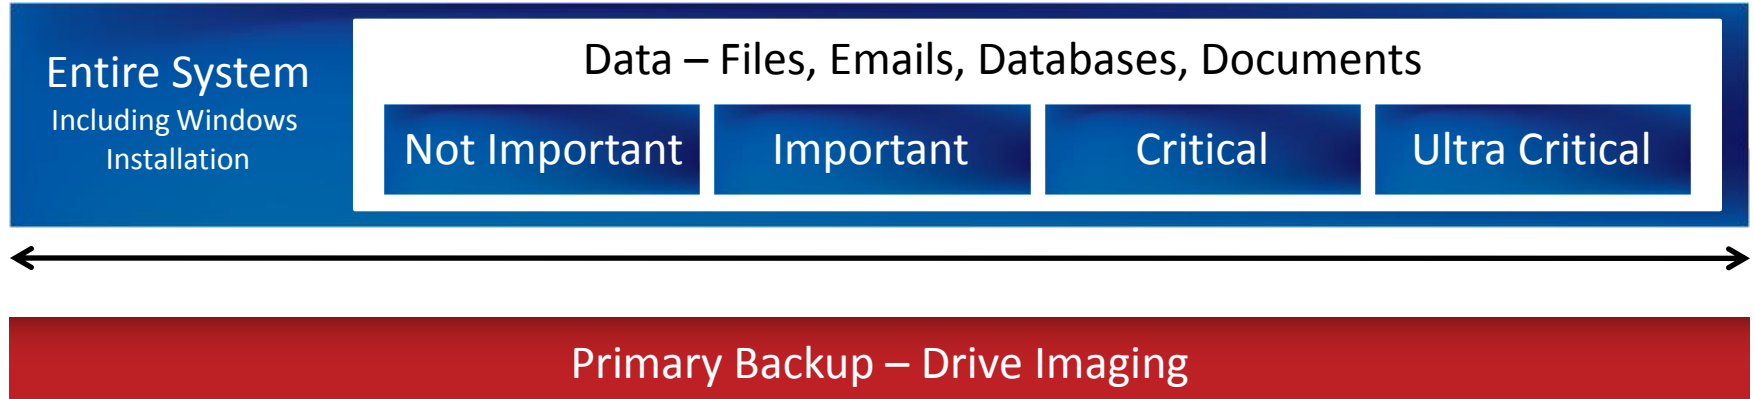 Entire System
Including Windows
Installation
Data – Files, Emails, Databases, Documents
Not Important
Important
Critical
Ultra Critical
Primary Backup – Drive Imaging